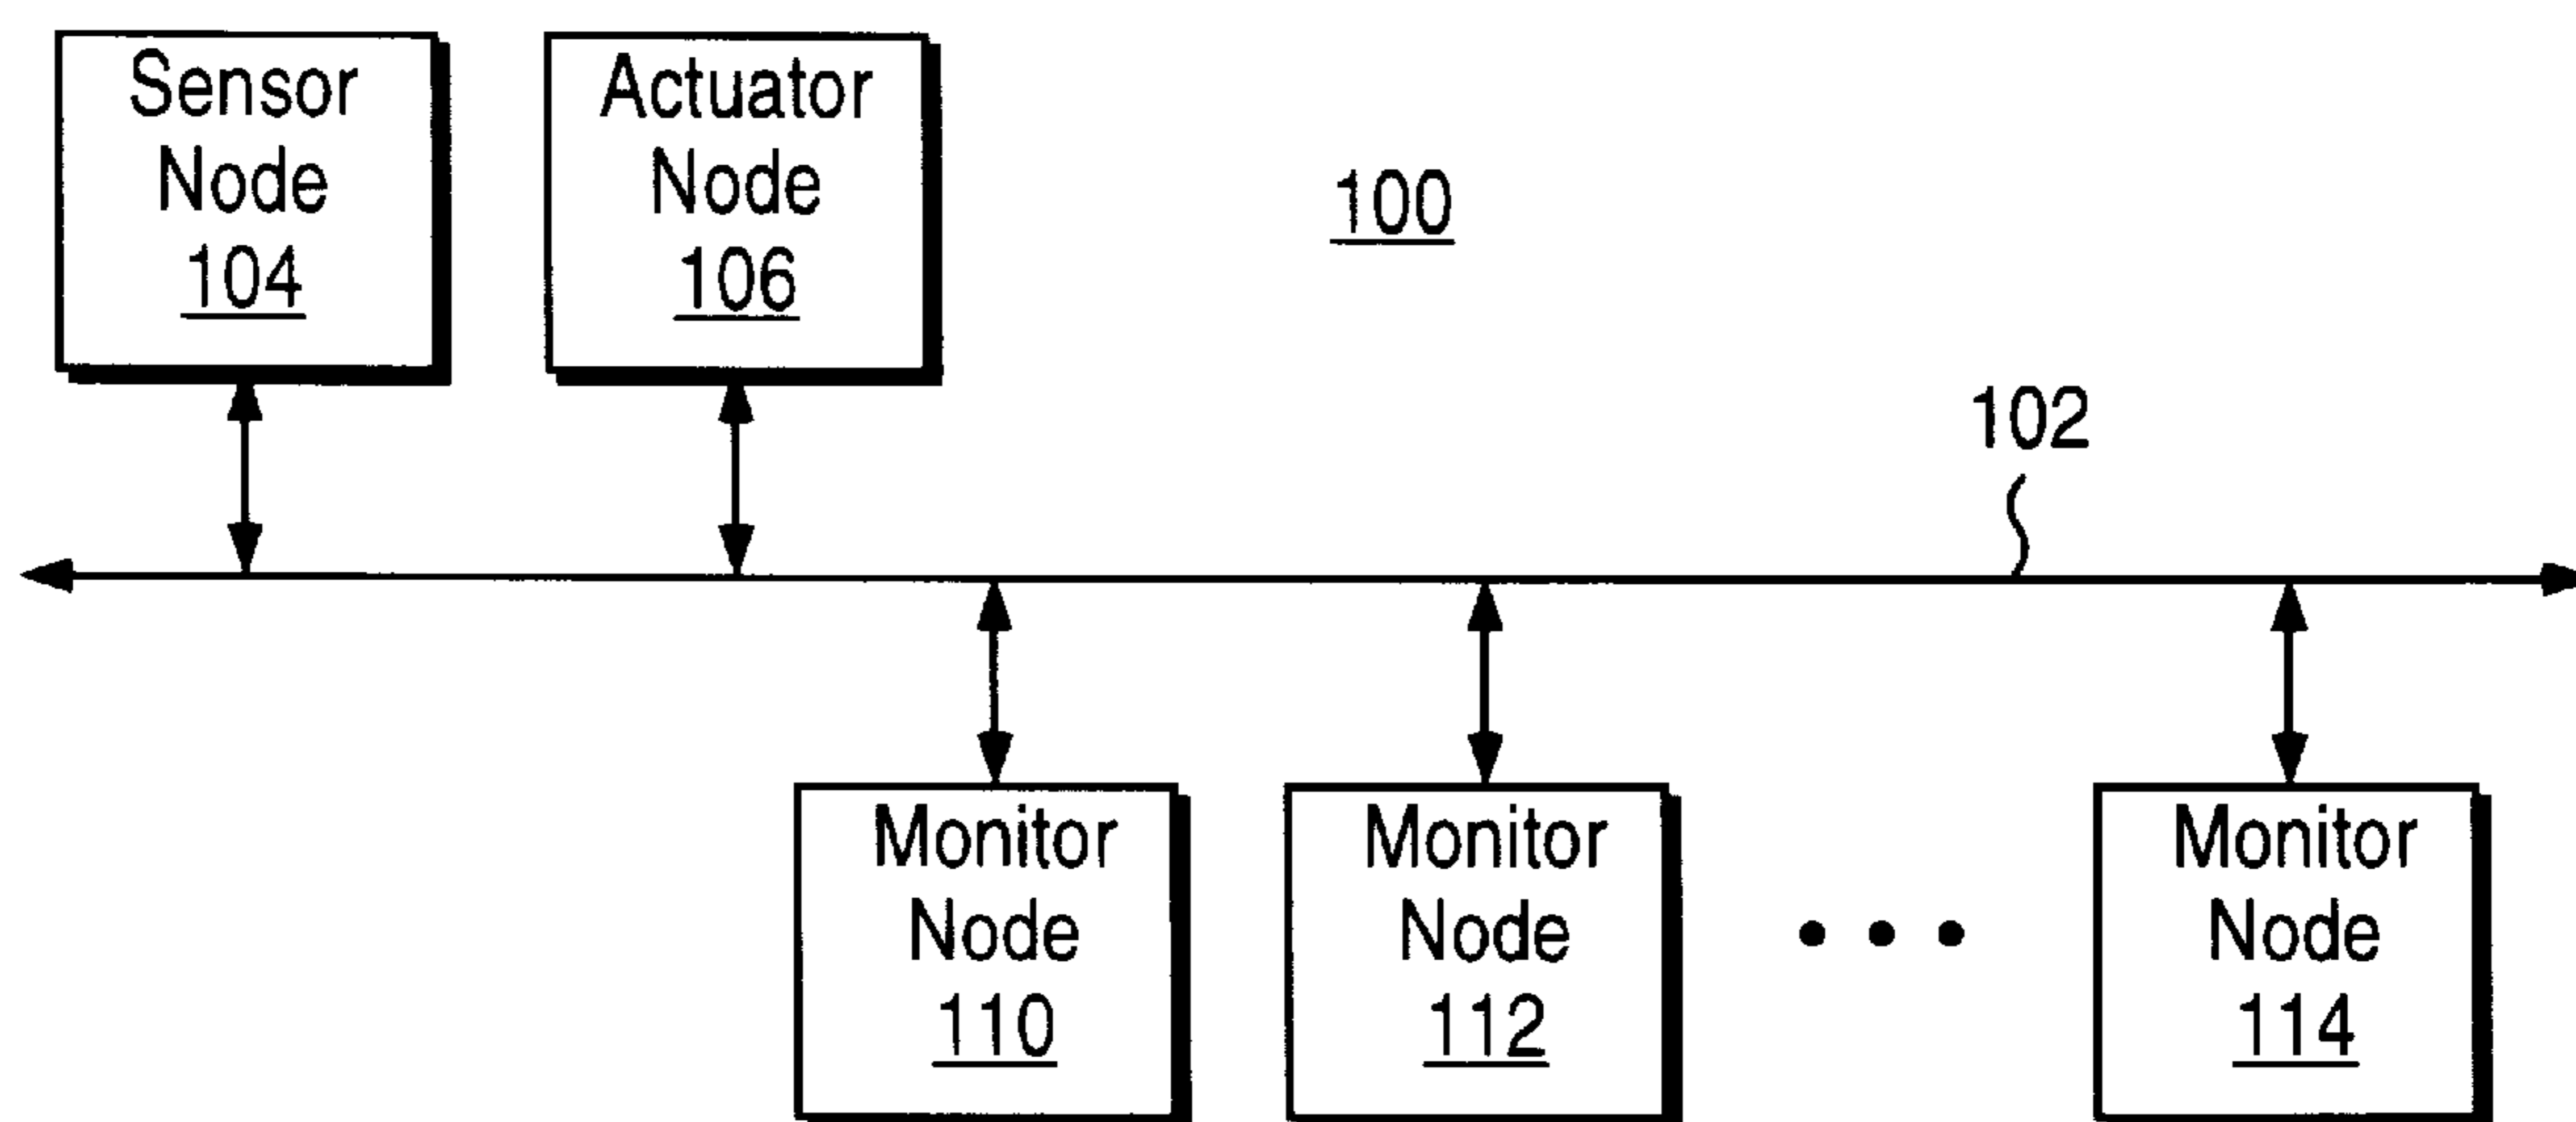 Sensor
Node
104
Actuator
Node
106
100
102
Monitor
Node
110
Monitor
Node
112
Monitor
Node
114